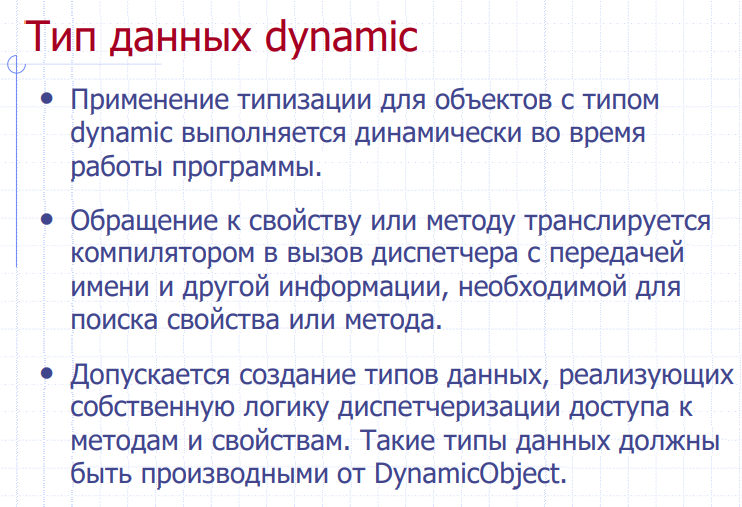 Тип данных dynamic
• Применение типизации для объектов с типом
dynamic выполняется динамически во время
работы программы.
• Обращение к свойству или методу транслируется
компилятором в вызов диспетчера с передачей
имени и другой информации, необходимой для
поиска свойства или метода.
• Допускается создание типов данных, реализующих
собственную логику диспетчеризации доступа к
методам и свойствам. Такие типы данных должны
быть производными от DynamicObject.